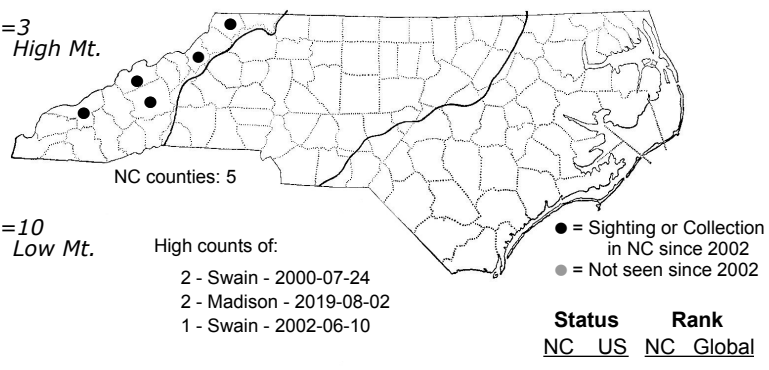 =3
High Mt.
NC counties: 5
=10
Low Mt.
High counts of:
2 - Swain - 2000-07-24
2 - Madison - 2019-08-02
1 - Swain - 2002-06-10
● = Sighting or Collection
in NC since 2002
● = Not seen since 2002
Status Rank
NC US NC Global